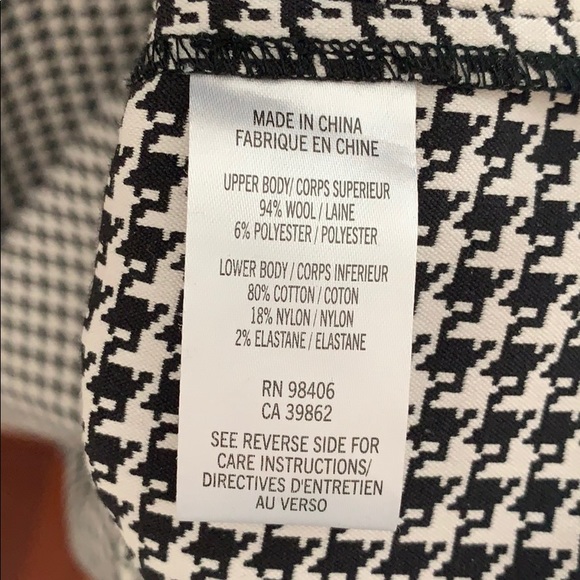 MADE IN CHINA
FABRIQUE EN CHINE
UPPER BODY/ CORPS SUPERIEUR
94% WOOL / LAINE
6% POLYESTER / POLYESTER
LOWER BODY / CORPS INFERIEUR
80% COTTON / COTON
18% NYLON / NYLON
2% ELASTANE / ELASTANE
RN 98406
CA 39862
SEE REVERSE SIDE FOR
CARE INSTRUCTIONS/
DIRECTIVES D'ENTRETIEN
AU VERSO